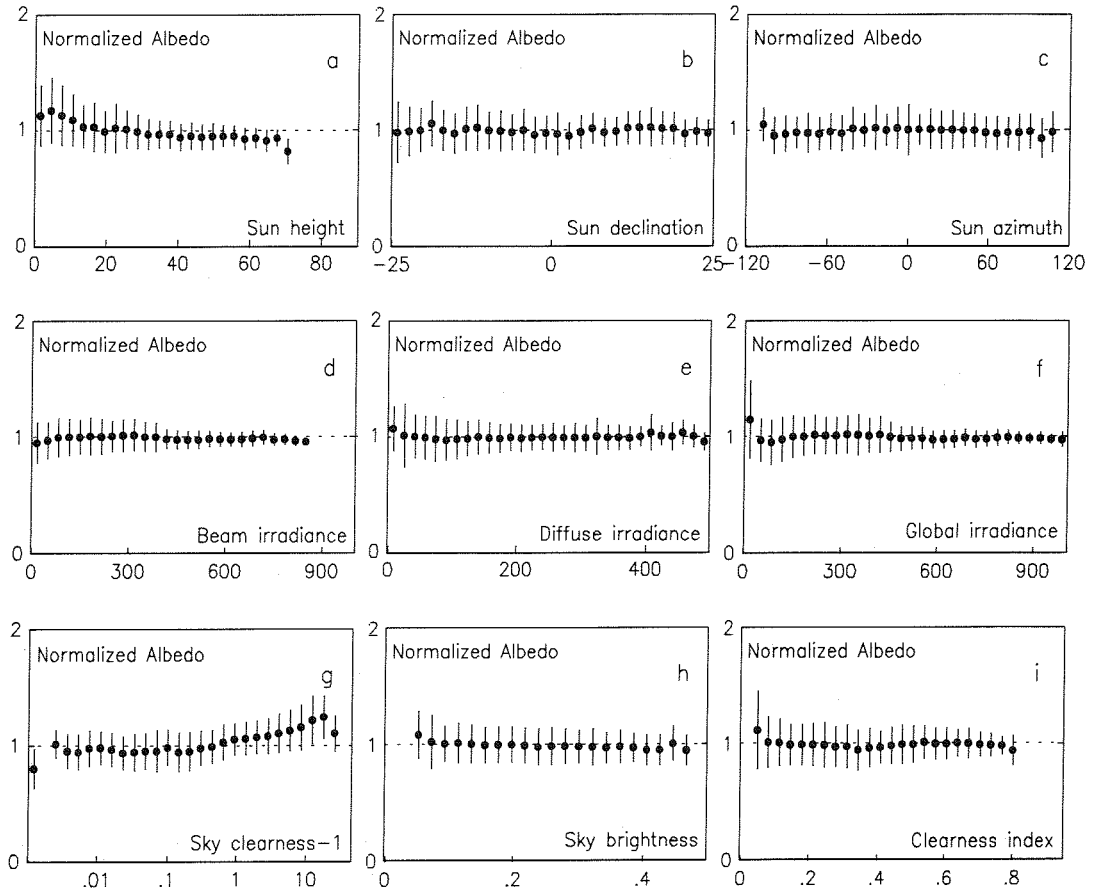 2
Normalized Albedo
a
1
Sun height
0
0 20 40 60 80
2
Normalized Albedo
b
1
Sun declination
0
-25 0 25
2
Normalized Albedo
c
1
Sun azimuth
0
-120 -60 0 60 120
2
Normalized Albedo
d
1
Beam irradiance
0
0 300 600 900
2
Normalized Albedo
e
1
Diffuse irradiance
0
0 200 400
2
Normalized Albedo
f
1
Global irradiance
0
0 300 600 900
2
Normalized Albedo
g
1
Sky clearness-1
0
.01 .1 1 10
2
Normalized Albedo
h
1
Sky brightness
0
0 .2 .4
2
Normalized Albedo
i
1
Clearness index
0
0 .2 .4 .6 .8